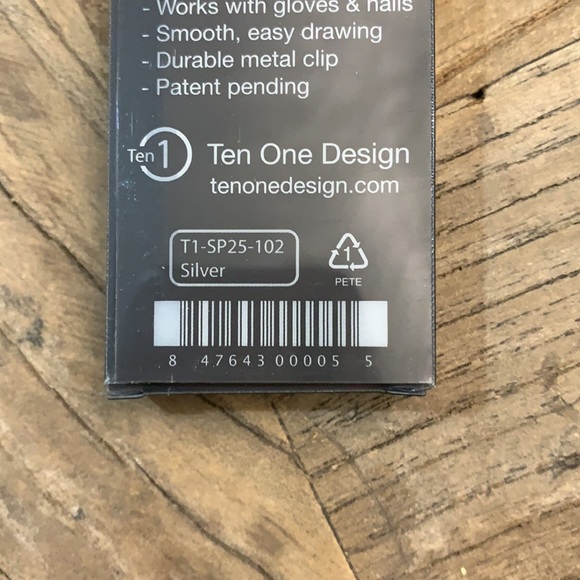 - Works with gloves & nails
- Smooth, easy drawing
- Durable metal clip
- Patent pending
Ten 1 Ten One Design
tenonedesign.com
T1-SP25-102
Silver
1
PETE
8 47643 00005 5